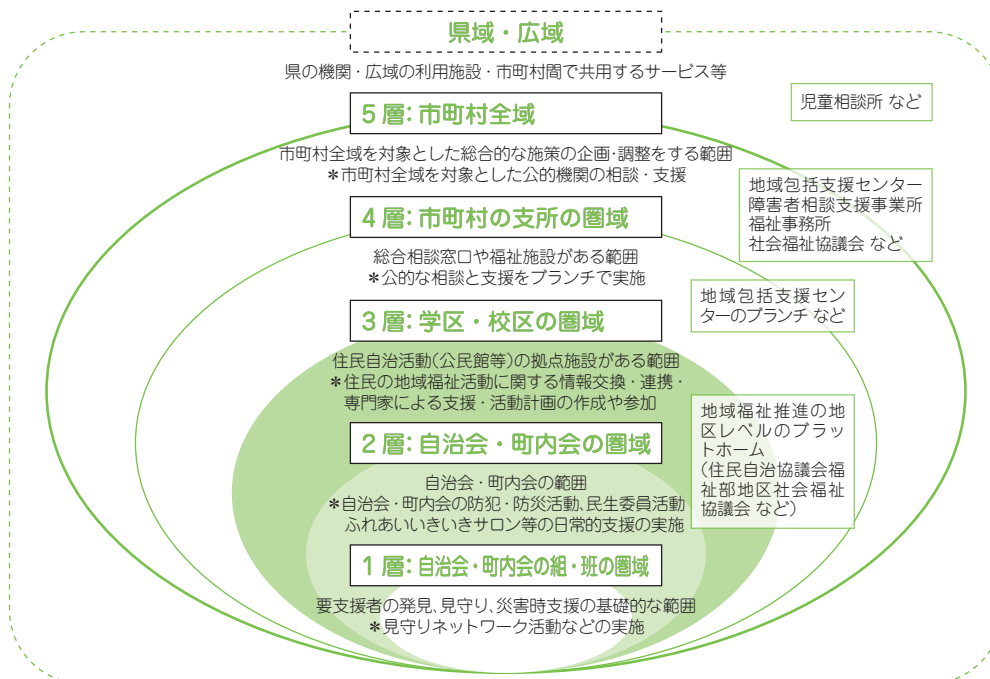 県域・広域
県の機関・広域の利用施設・市町村間で共用するサービス等
児童相談所 など
5 層：市町村全域
市町村全域を対象とした総合的な施策の企画・調整をする範囲
＊市町村全域を対象とした公的機関の相談・支援
地域包括支援センター
障害者相談支援事業所
福祉事務所
社会福祉協議会 など
4 層：市町村の支所の圏域
総合相談窓口や福祉施設がある範囲
＊公的な相談と支援をブランチで実施
地域包括支援セン
ターのブランチ など
3 層：学区・校区の圏域
住民自治活動（公民館等）の拠点施設がある範囲
＊住民の地域福祉活動に関する情報交換・連携・
専門家による支援・活動計画の作成や参加
地域福祉推進の地
区レベルのプラッ
トホーム
（住民自治協議会福
祉部地区社会福祉
協議会 など）
2 層：自治会・町内会の圏域
自治会・町内会の範囲
＊自治会・町内会の防犯・防災活動、民生委員活動
ふれあいいきいきサロン等の日常的支援の実施
1 層：自治会・町内会の組・班の圏域
要支援者の発見、見守り、災害時支援の基礎的な範囲
＊見守りネットワーク活動などの実施